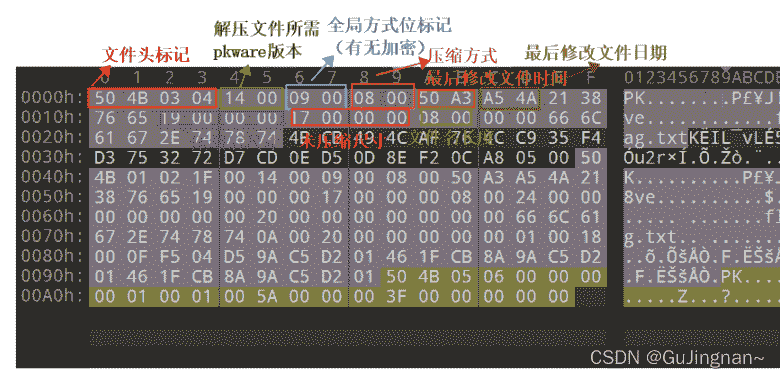 解压文件所需 全局方式位标记
文件头标记 pkware版本 (有无加密) 压缩方式 最后修改文件日期
0 1 2 3 4 5 6 7 8 9 最后修改文件时间 F 0123456789ABCDE
0000h: 50 4B 03 04 14 00 09 00 08 00 50 A3 A5 4A 21 38 PK........P£¥J!
0010h: 76 65 19 00 00 00 17 00 00 00 08 00 00 00 66 6C ve............f
0020h: 61 67 2E 74 78 74 4B CB 49 4C AF 76 4C C9 35 F4 ag.txtKËIL¯vLÉ5
未压缩尺寸
0030h: D3 75 32 72 D7 CD 0E D5 0D 8E F2 0C A8 05 00 50 Óu2r×Í.Õ.Žò.¨..
0040h: 4B 01 02 1F 00 14 00 09 00 08 00 50 A3 A5 4A 21 K..........P£¥J
0050h: 38 76 65 19 00 00 00 17 00 00 00 08 00 24 00 00 8ve..........$.
0060h: 00 00 00 00 00 20 00 00 00 00 00 00 00 66 6C 61 ..... .......f
0070h: 67 2E 74 78 74 0A 00 20 00 00 00 00 00 01 00 18 g.txt.. .......
0080h: 00 0F F5 04 D5 9A C5 D2 01 46 1F CB 8A 9A C5 D2 ..õ.ÕšÅÒ.F.ËŠšÅ
0090h: 01 46 1F CB 8A 9A C5 D2 01 50 4B 05 06 00 00 00 .F.ËŠšÅÒ.PK....
00A0h: 00 01 00 01 00 5A 00 00 00 3F 00 00 00 00 00 .....Z...?.....
CSDN @GuJingnan~